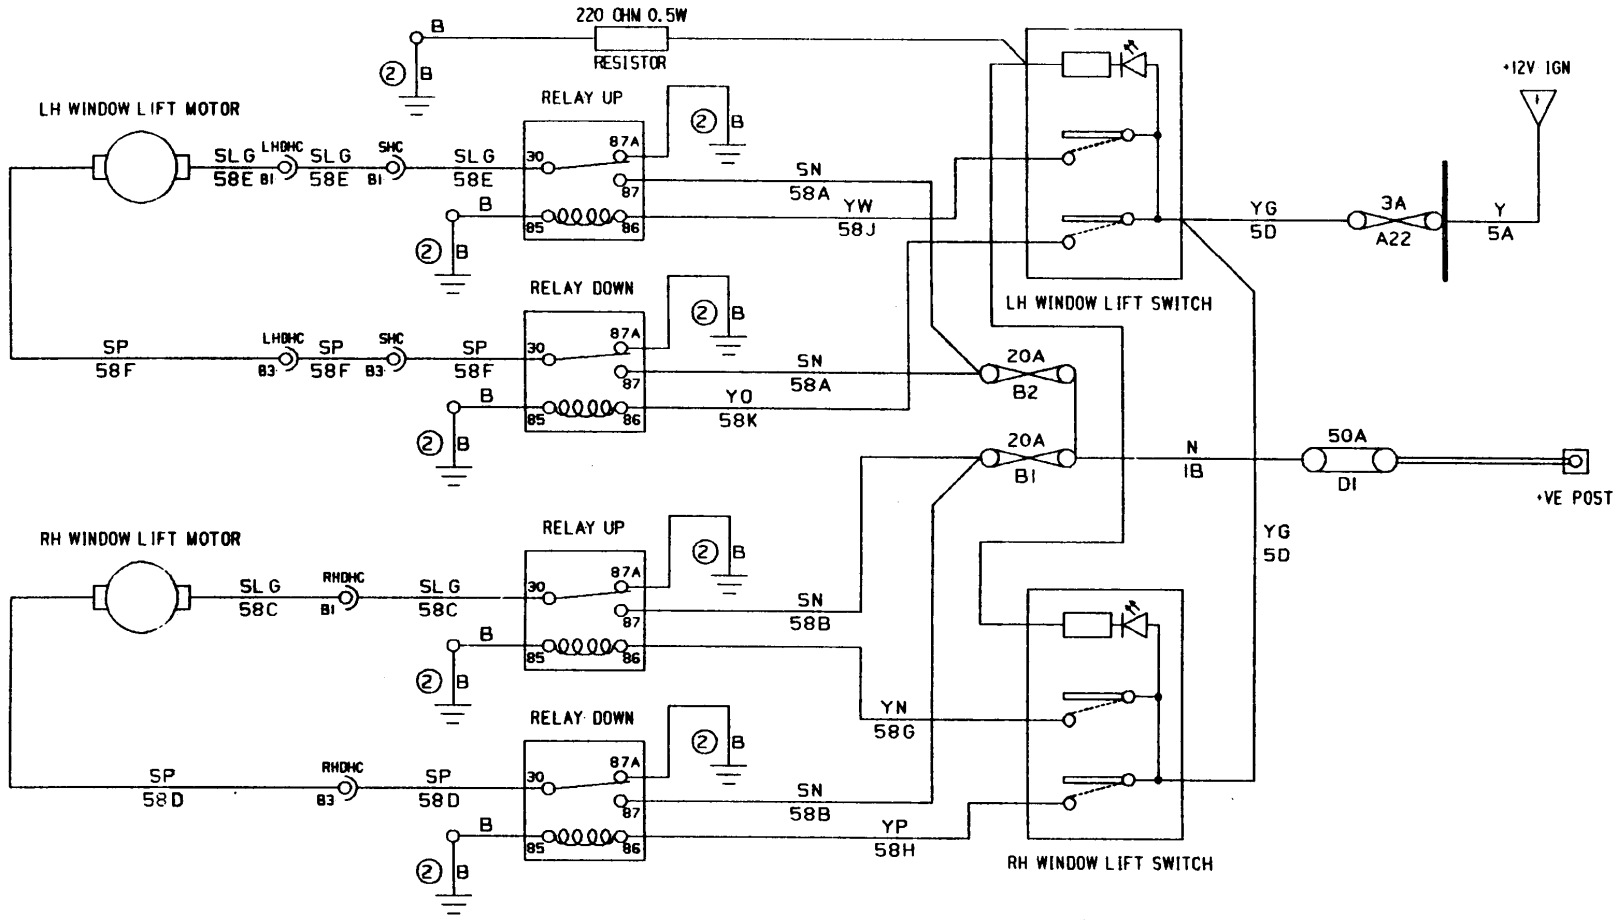 220 OHM 0.5W
RESISTOR
B
2 B
+12V IGN
LH WINDOW LIFT MOTOR
RELAY UP
87A
2 B
SLG LHDHC SLG SHC SLG 30
58E B1 58E B1 58E
87
SN
58A
B
85 86
YW
58J
2 B
YG
5D
3A
A22
Y
5A
RELAY DOWN
LH WINDOW LIFT SWITCH
87A
2 B
SP LHDHC SP SHC SP 30
58F B3 58F B3 58F
87
SN
58A
20A
B2
B
85 86
YO
58K
2 B
20A
B1
N
1B
50A
D1
+VE POST
YG
5D
RH WINDOW LIFT MOTOR
RELAY UP
87A
2 B
SLG RHDHC SLG 30
58C B1 58C
87
SN
58B
B
85 86
2 B
YN
58G
RELAY DOWN
87A
2 B
SP RHDHC SP 30
58D B3 58D
87
SN
58B
B
85 86
YP
58H
2 B
RH WINDOW LIFT SWITCH